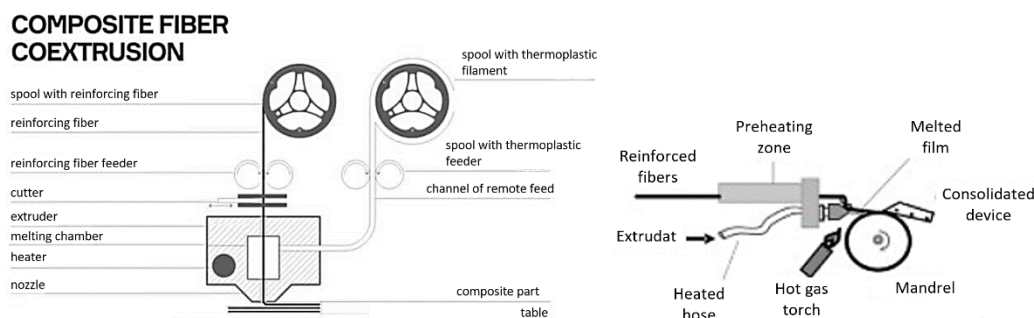 COMPOSITE FIBER
COEXTRUSION
spool with reinforcing fiber
reinforcing fiber
reinforcing fiber feeder
cutter
extruder
melting chamber
heater
nozzle
spool with thermoplastic
filament
spool with thermoplastic
feeder
channel of remote feed
composite part
table
Reinforced
fibers
Preheating
zone
Melted
film
Consolidated
device
Extrudat
Heated
hose
Hot gas
torch
Mandrel